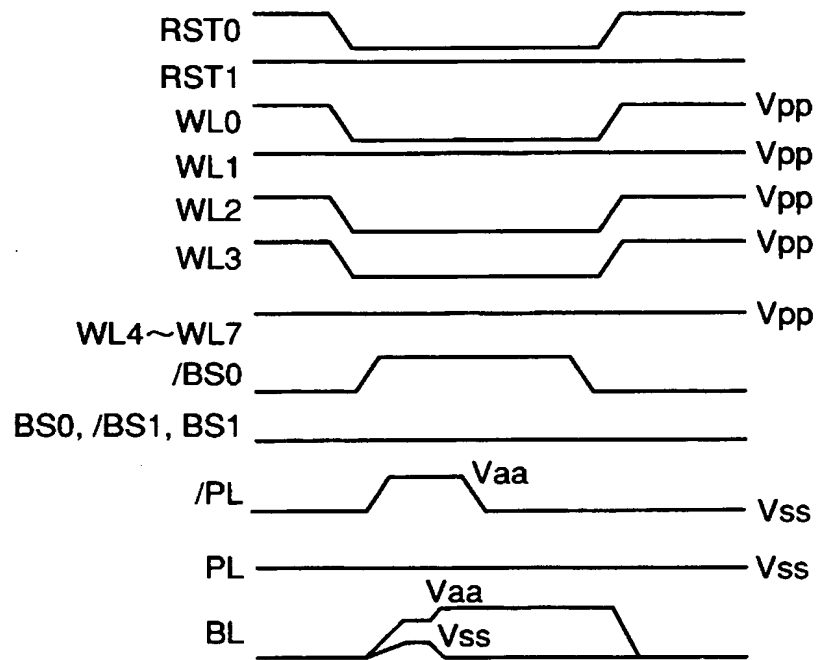 RST0
RST1
WL0 Vpp
WL1 Vpp
WL2 Vpp
WL3 Vpp
WL4～WL7 Vpp
/BS0
BS0, /BS1, BS1
/PL Vaa Vss
PL Vss
BL Vaa Vss